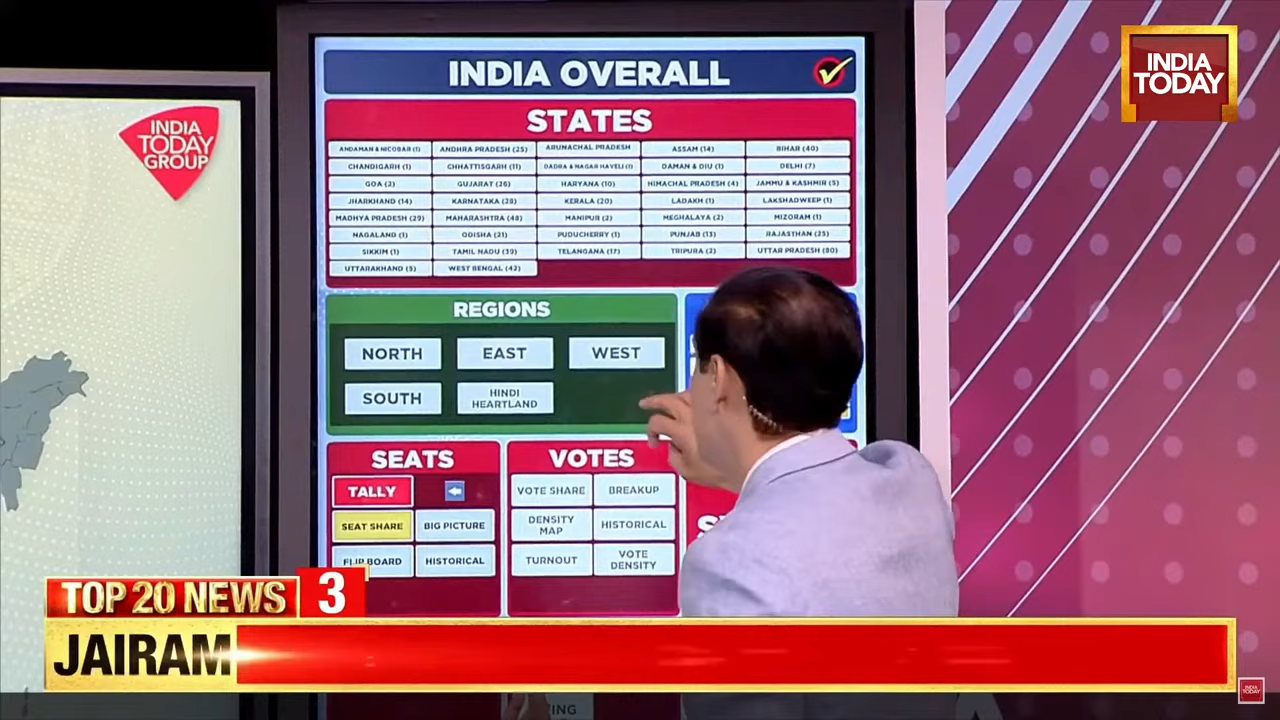 INDIA
TODAY
GROUP
INDIA OVERALL
STATES
ANDAMAN & NICOBAR (1)
ANDHRA PRADESH (25)
ARUNACHAL PRADESH
ASSAM (14)
BIHAR (40)
CHANDIGARH (1)
CHHATTISGARH (11)
DADRA & NAGAR HAVELI (1)
DAMAN & DIU (1)
DELHI (7)
GOA (2)
GUJARAT (26)
HARYANA (10)
HIMACHAL PRADESH (4)
JAMMU & KASHMIR (5)
JHARKHAND (14)
KARNATAKA (28)
KERALA (20)
LADAKH (1)
LAKSHADWEEP (1)
MADHYA PRADESH (29)
MAHARASHTRA (48)
MANIPUR (2)
MEGHALAYA (2)
MIZORAM (1)
NAGALAND (1)
ODISHA (21)
PUDUCHERRY (1)
PUNJAB (13)
RAJASTHAN (25)
SIKKIM (1)
TAMIL NADU (39)
TELANGANA (17)
TRIPURA (2)
UTTAR PRADESH (80)
UTTARAKHAND (5)
WEST BENGAL (42)
REGIONS
NORTH
EAST
WEST
SOUTH
HINDI
HEARTLAND
SEATS
TALLY
SEAT SHARE
BIG PICTURE
FLIP BOARD
HISTORICAL
VOTES
VOTE SHARE
BREAKUP
DENSITY
MAP
HISTORICAL
TURNOUT
VOTE
DENSITY
INDIA
TODAY
TOP 20 NEWS
3
JAIRAM
INDIA
TODAY